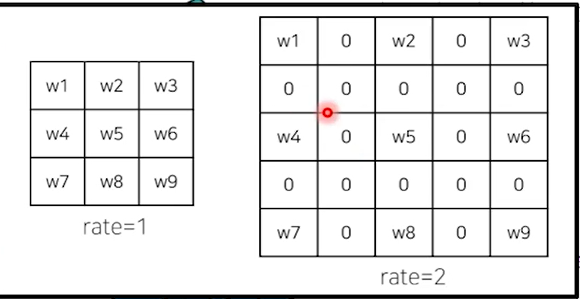 w1 w2 w3
w4 w5 w6
w7 w8 w9
rate=1
w1 0 w2 0 w3
0 0 0 0 0
w4 0 w5 0 w6
0 0 0 0 0
w7 0 w8 0 w9
rate=2